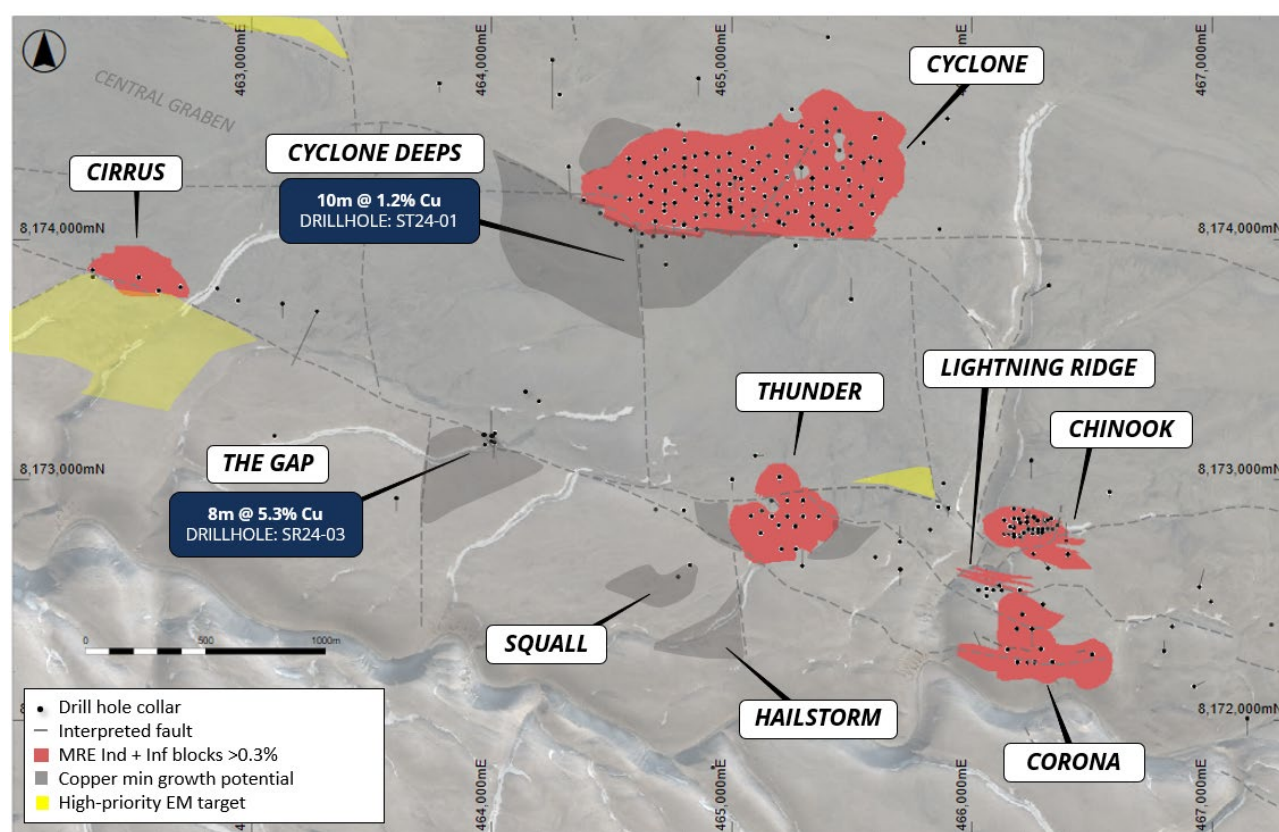 463,000mE
464,000mE
465,000mE
mE
467,000mE
CENTRAL GRABEN
CYCLONE
CYCLONE DEEPS
10m @ 1.2% Cu
DRILLHOLE: ST24-01
CIRRUS
8,174,000mN
8,174,000mN
LIGHTNING RIDGE
THUNDER
CHINOOK
THE GAP
8,173,000mN
8,173,000mN
8m @ 5.3% Cu
DRILLHOLE: SR24-03
SQUALL
0
500
1000m
HAILSTORM
8,172,000mN
CORONA
Drill hole collar
Interpreted fault
MRE Ind + Inf blocks >0.3%
Copper min growth potential
High-priority EM target
464,000mE
465,000mE
466,000mE
467,000mE